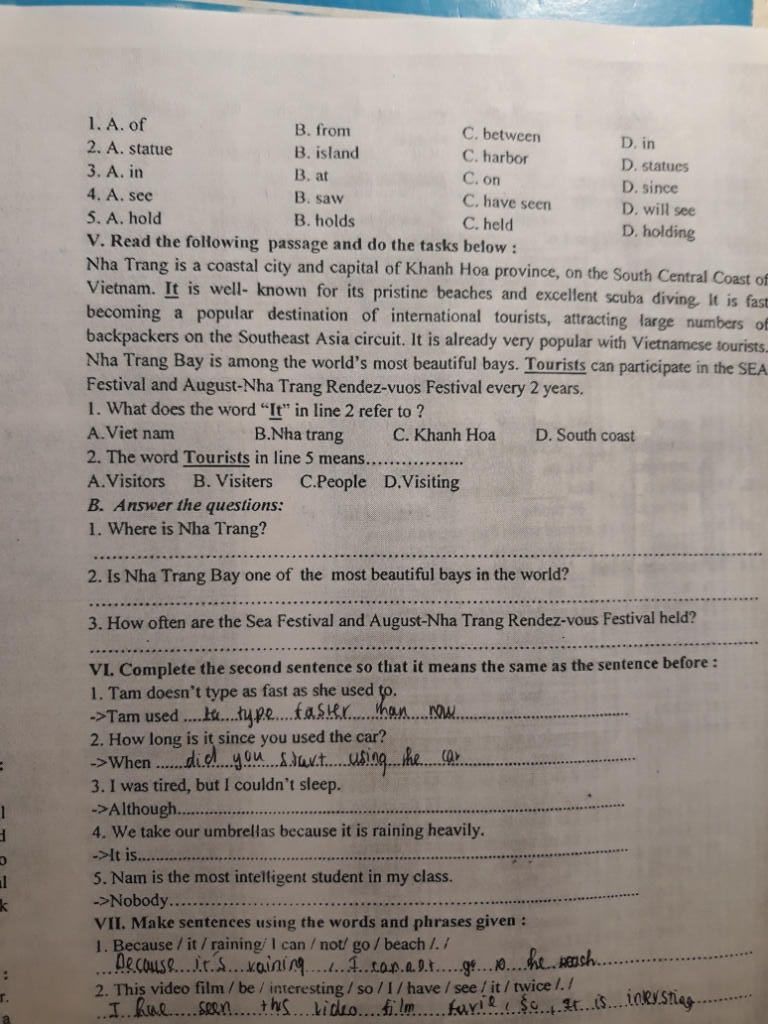 1. A. of B. from C. between D. in
2. A. statue B. island C. harbor D. statues
3. A. in B. at C. on D. since
4. A. see B. saw C. have seen D. will see
5. A. hold B. holds C. held D. holding
V. Read the following passage and do the tasks below :
Nha Trang is a coastal city and capital of Khanh Hoa province, on the South Central Coast of
Vietnam. It is well- known for its pristine beaches and excellent scuba diving. It is fast
becoming a popular destination of international tourists, attracting large numbers of
backpackers on the Southeast Asia circuit. It is already very popular with Vietnamese tourists.
Nha Trang Bay is among the world's most beautiful bays. Tourists can participate in the SEA
Festival and August-Nha Trang Rendez-vuos Festival every 2 years.
1. What does the word “It” in line 2 refer to ?
A.Viet nam B.Nha trang C. Khanh Hoa D. South coast
2. The word Tourists in line 5 means.................
A.Visitors B. Visiters C.People D.Visiting
B. Answer the questions:
1. Where is Nha Trang?
2. Is Nha Trang Bay one of the most beautiful bays in the world?
3. How often are the Sea Festival and August-Nha Trang Rendez-vous Festival held?
VI. Complete the second sentence so that it means the same as the sentence before :
1. Tam doesn't type as fast as she used to.
->Tam used ....to type faster than now
2. How long is it since you used the car?
->When ......did you start using the car
3. I was tired, but I couldn't sleep.
->Although
4. We take our umbrellas because it is raining heavily.
->It is
5. Nam is the most intelligent student in my class.
->Nobody
VII. Make sentences using the words and phrases given :
1. Because / it / raining/ I can / not/ go / beach /. /
Because it's raining , I cannot go to the beach
2. This video film / be / interesting / so / I / have / see / it / twice /. /
I have seen this video film , So , It is